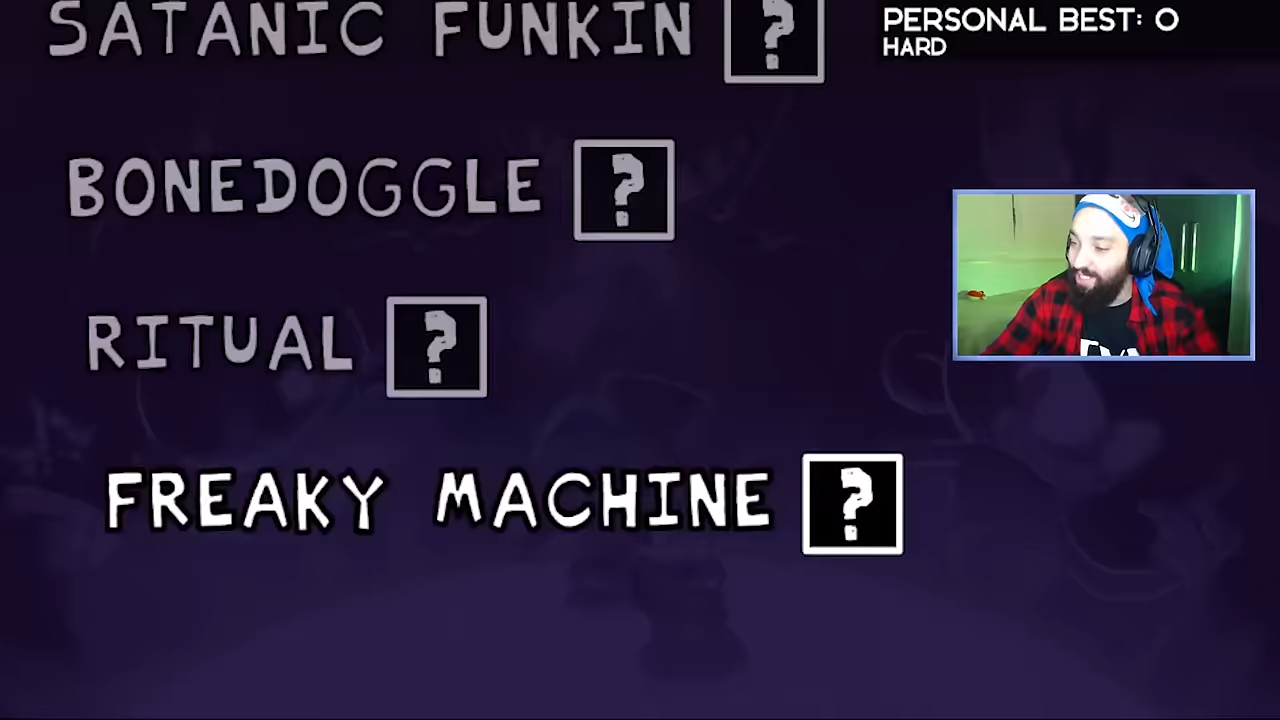 SATANIC FUNKIN ?
PERSONAL BEST: 0
HARD
BONEDOGGLE ?
RITUAL ?
FREAKY MACHINE ?